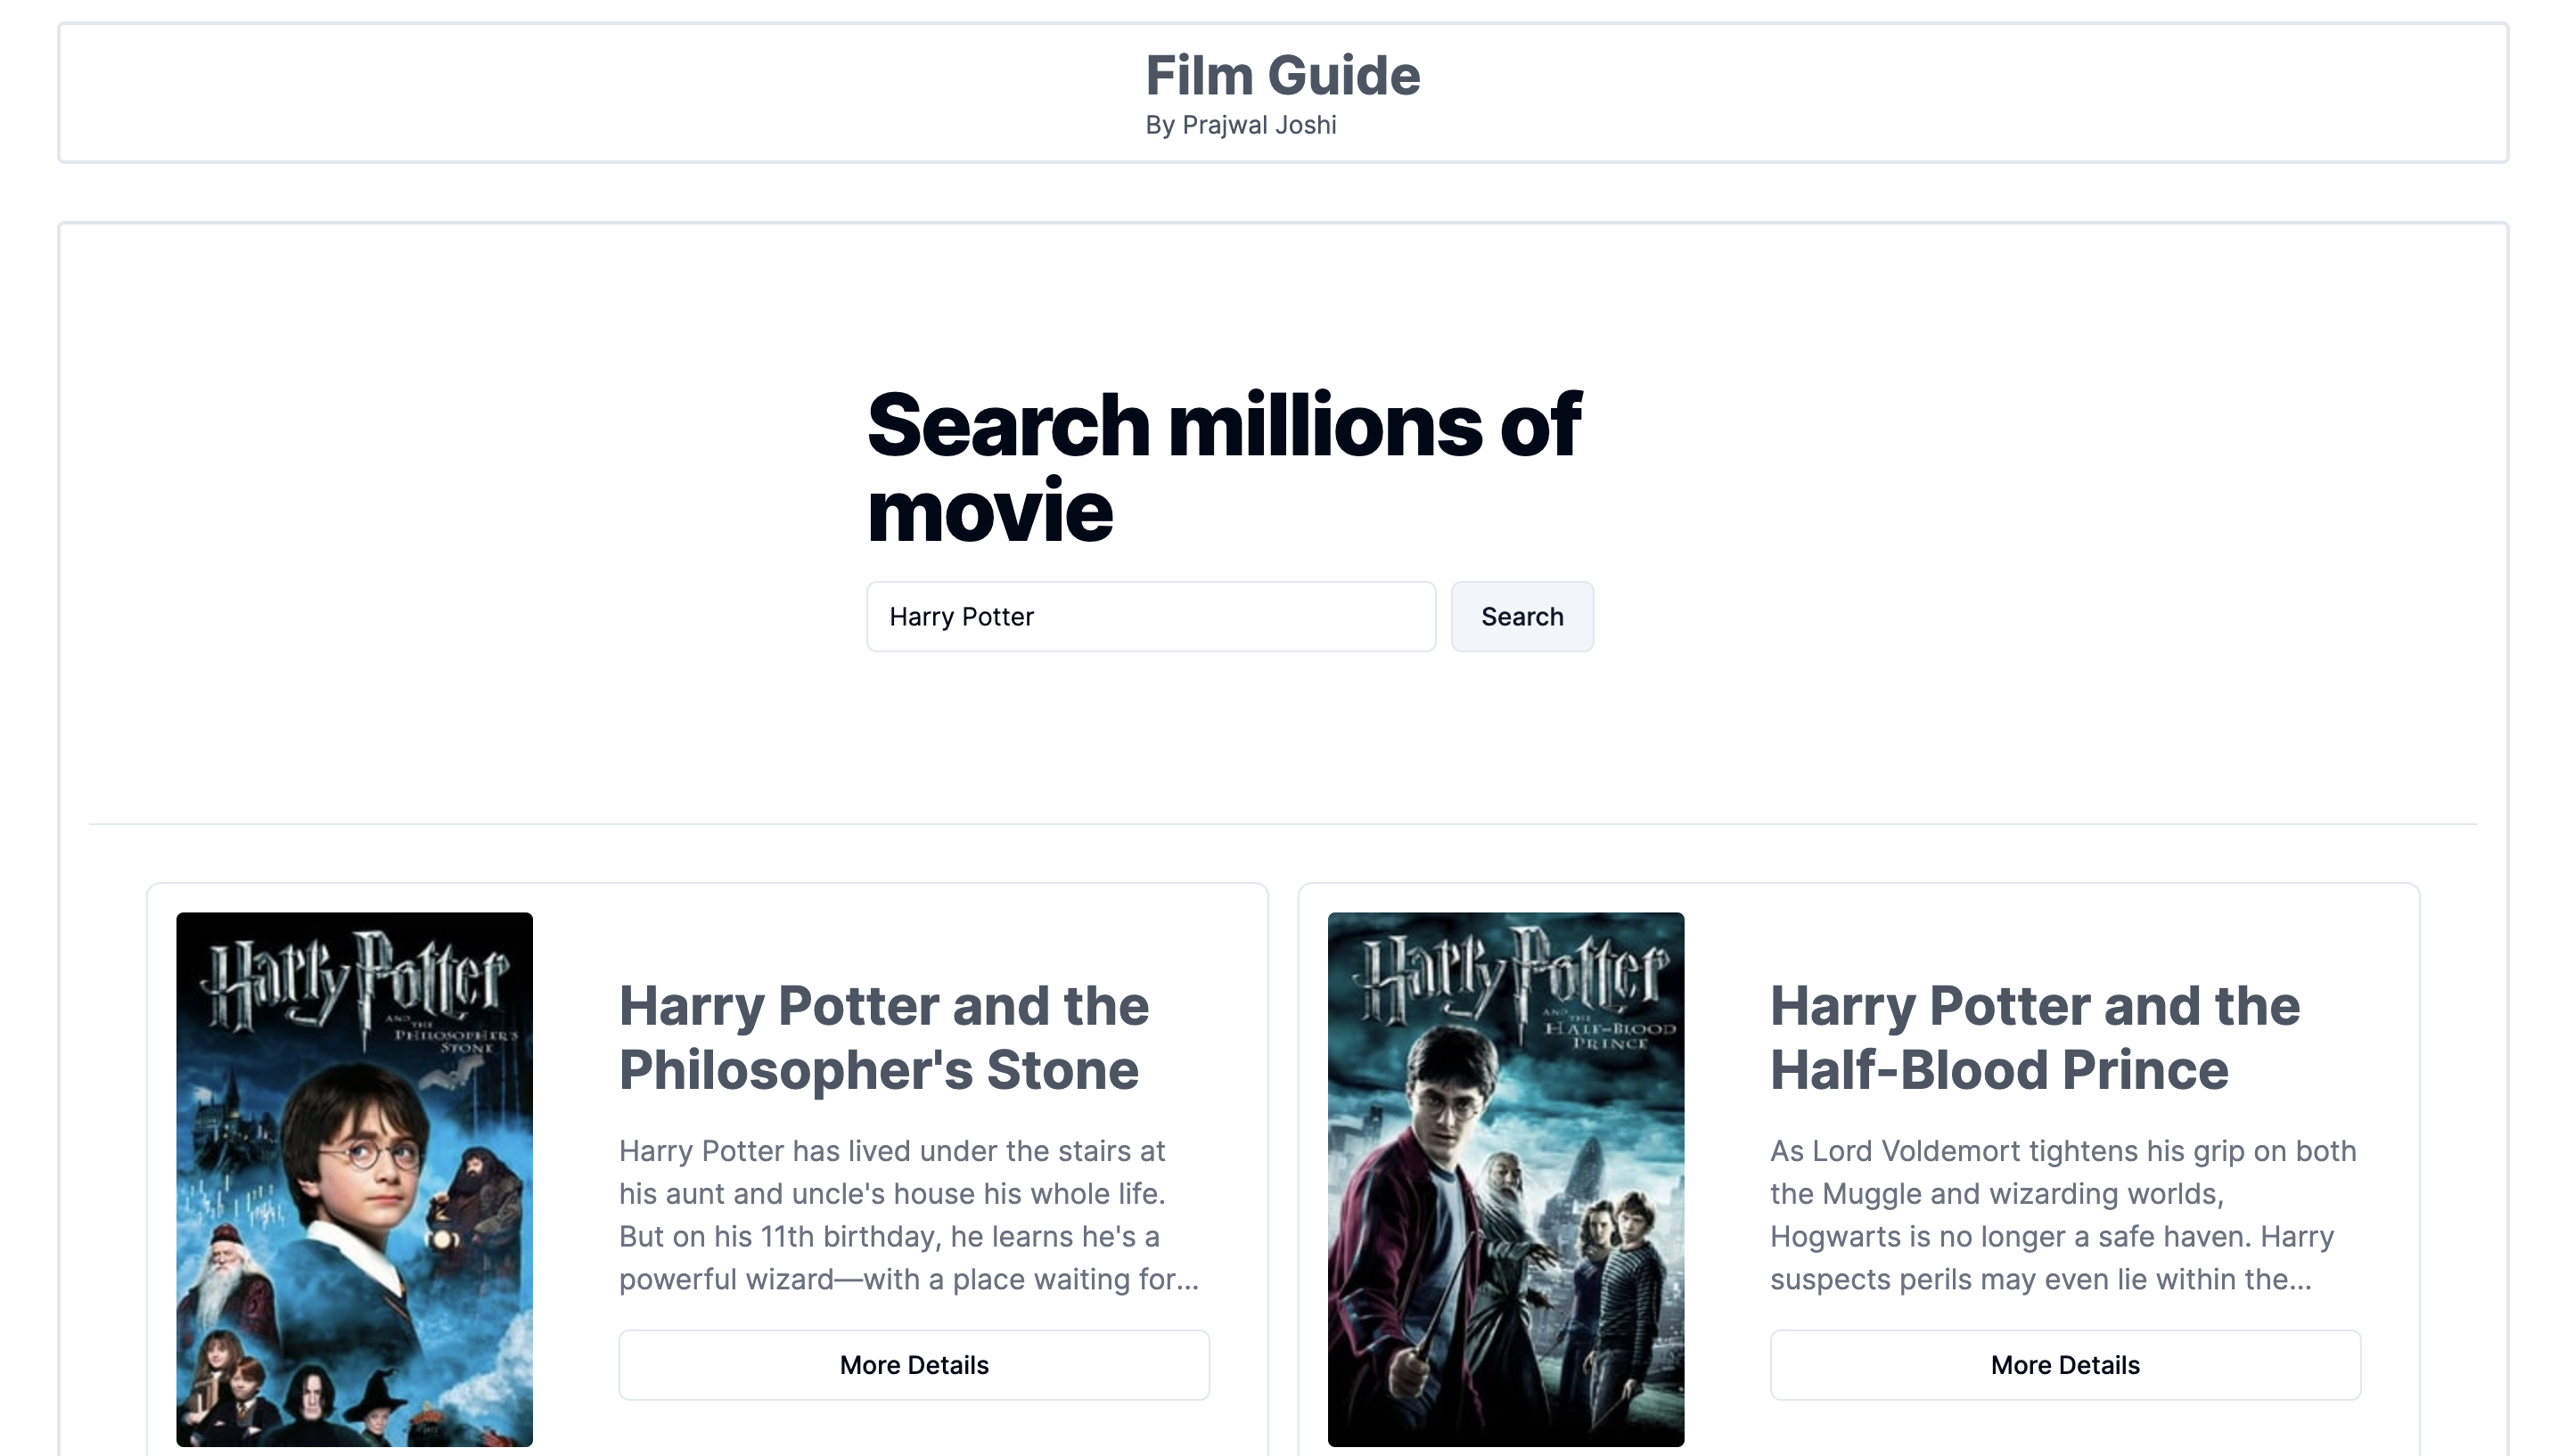 Film Guide
By Prajwal Joshi
Search millions of
movie
Harry Potter
Search
Harry Potter
AND THE
PHILOSOPHER'S
STONE
Harry Potter and the
Philosopher's Stone
Harry Potter has lived under the stairs at
his aunt and uncle's house his whole life.
But on his 11th birthday, he learns he's a
powerful wizard—with a place waiting for...
More Details
Harry Potter
AND THE
HALF-BLOOD
PRINCE
Harry Potter and the
Half-Blood Prince
As Lord Voldemort tightens his grip on both
the Muggle and wizarding worlds,
Hogwarts is no longer a safe haven. Harry
suspects perils may even lie within the...
More Details